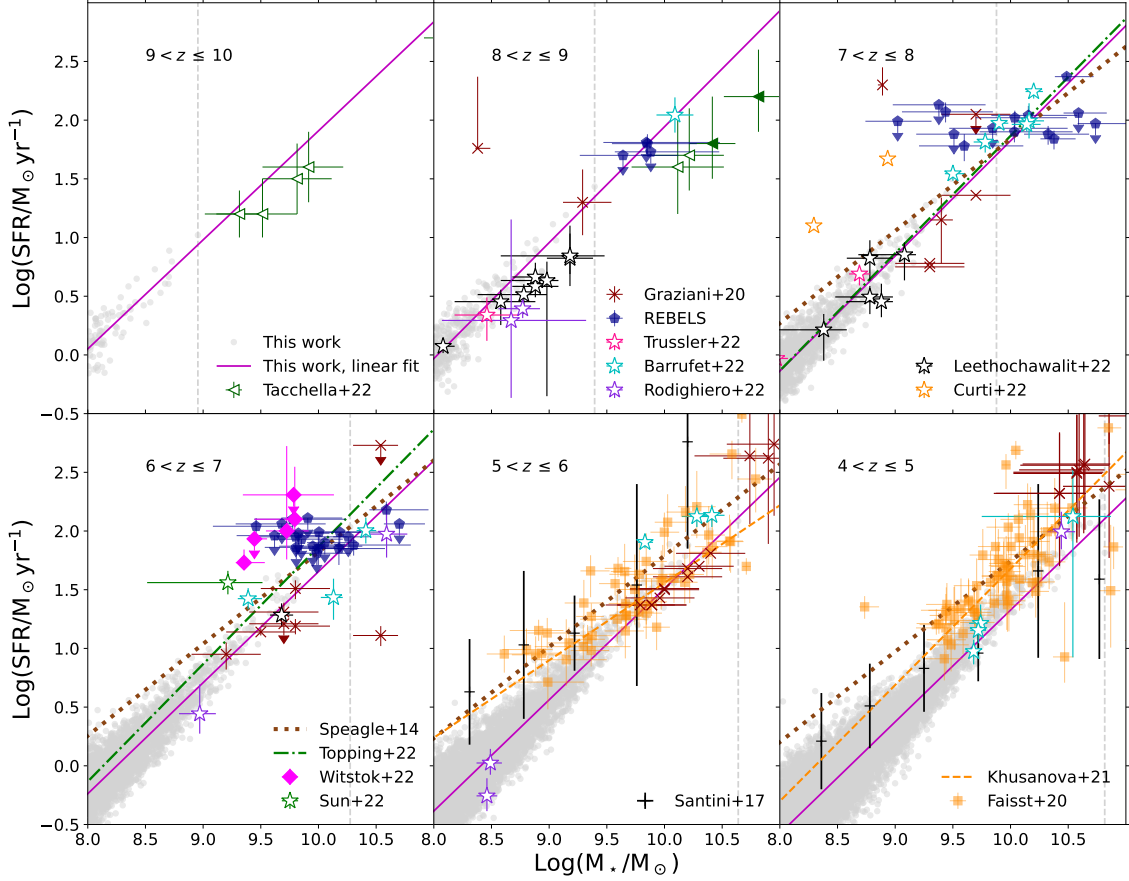 9 < z ≤ 10
8 < z ≤ 9
7 < z ≤ 8
2.5
2.0
1.5
1.0
0.5
0.0
−0.5
Log(SFR/M⊙yr⁻¹)
This work
This work, linear fit
Tacchella+22
Graziani+20
REBELS
Trussler+22
Barrufet+22
Rodighiero+22
Leethochawalit+22
Curti+22
6 < z ≤ 7
5 < z ≤ 6
4 < z ≤ 5
2.5
2.0
1.5
1.0
0.5
0.0
−0.5
Log(SFR/M⊙yr⁻¹)
Speagle+14
Topping+22
Witstok+22
Sun+22
Santini+17
Khusanova+21
Faisst+20
8.0 8.5 9.0 9.5 10.0 10.5 8.0 8.5 9.0 9.5 10.0 10.5 8.0 8.5 9.0 9.5 10.0 10.5
Log(M⋆/M⊙)